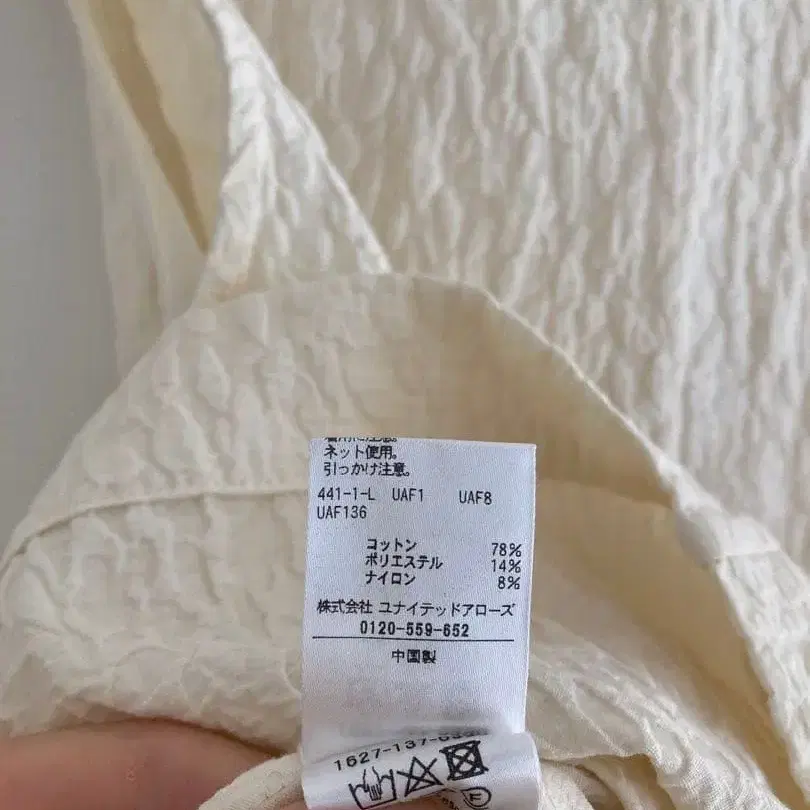 ネット使用。
引っかけ注意。
441-1-L UAF1 UAF8
UAF136
コットン 78%
ポリエステル 14%
ナイロン 8%
株式会社 ユナイテッドアローズ
0120-559-652
中国製
1627-137-